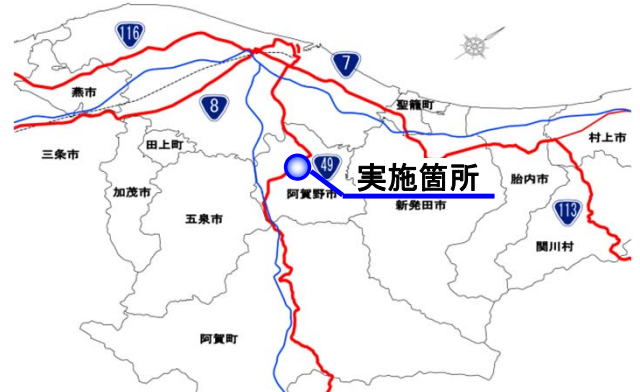 116
7
燕市
8
聖籠町
村上市
三条市
田上町
49
実施箇所
胎内市
加茂市
阿賀野市
新発田市
五泉市
113
関川村
阿賀町